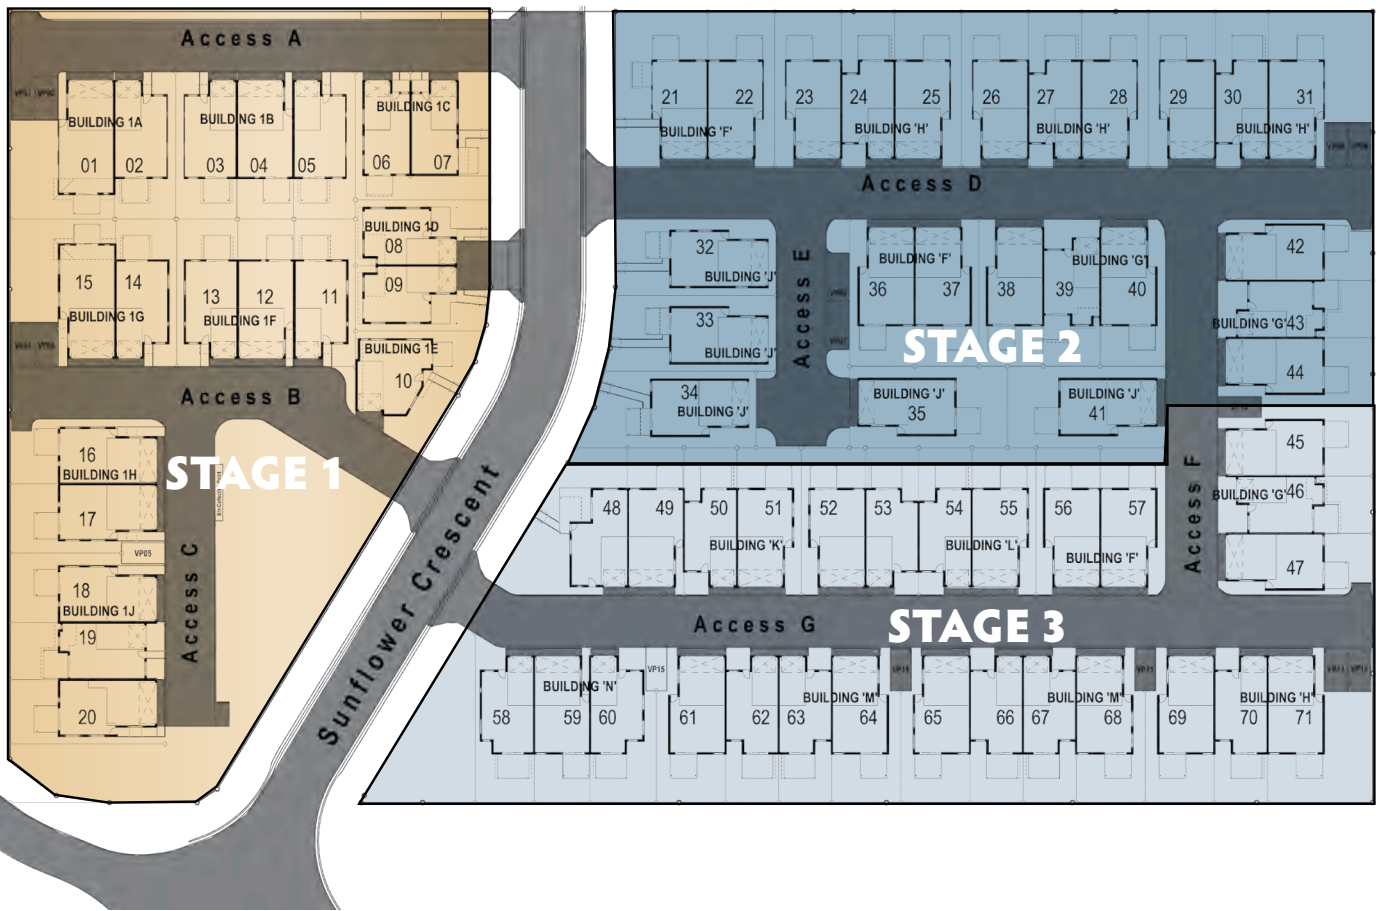 Access A
BUILDING 1A
01
02
BUILDING 1B
03
04
05
BUILDING 1C
06
07
BUILDING 1D
08
09
15
14
BUILDING 1G
13
12
11
BUILDING 1F
BUILDING 1E
10
Access B
16
BUILDING 1H
17
STAGE 1
VP05
18
BUILDING 1J
19
20
Access C
Sunflower Crescent
21
22
BUILDING 'F'
23
24
25
BUILDING 'H'
26
27
28
BUILDING 'H'
29
30
31
BUILDING 'H'
Access D
32
BUILDING 'J'
33
BUILDING 'J'
34
BUILDING 'J'
Access E
BUILDING 'F'
36
37
BUILDING 'G'
38
39
40
STAGE 2
BUILDING 'J'
35
BUILDING 'J'
41
42
BUILDING 'G'
43
44
45
BUILDING 'G'
46
47
Access F
48
49
50
51
BUILDING 'K'
52
53
54
55
BUILDING 'L'
56
57
BUILDING 'F'
Access G
STAGE 3
BUILDING 'N'
58
59
60
VP15
61
62
63
64
BUILDING 'M'
65
66
67
68
BUILDING 'M'
69
70
71
BUILDING 'H'